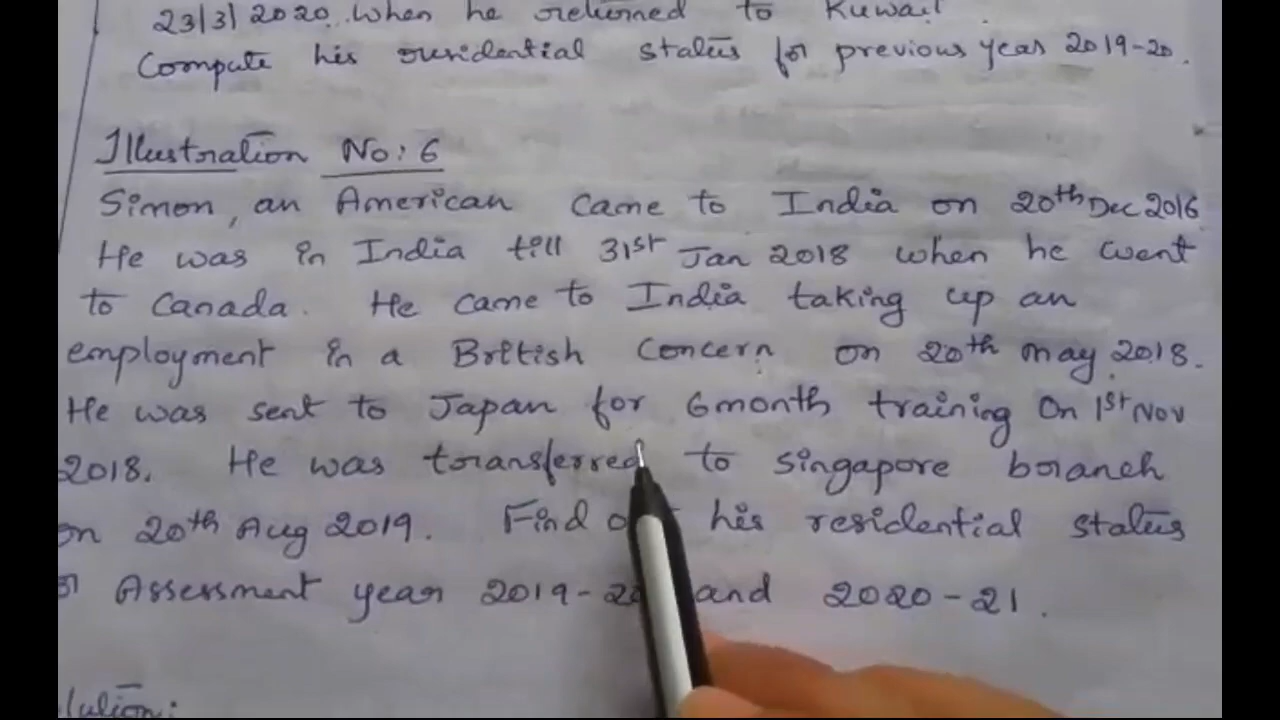 23/3/2020. When he returned to Kuwait.
Compute his residential status for previous year 2019-20.
Illustration No: 6
Simon, an American came to India on 20th Dec 2016
He was in India till 31st Jan 2018 when he went
to Canada. He came to India taking up an
employment in a British Concern on 20th may 2018.
He was sent to Japan for 6month training On 1st Nov
2018. He was transferred to Singapore branch
on 20th Aug 2019. Find his residential status
Assessment year 2019- and 2020-21.